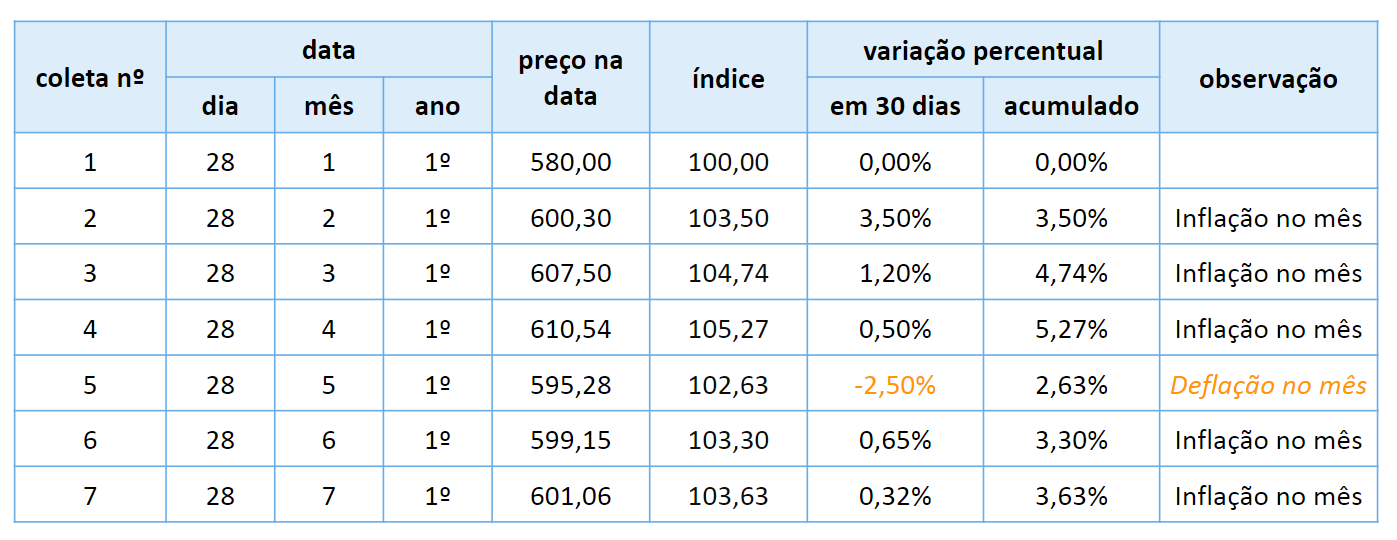 coleta nº data preço na data índice variação percentual observação
dia mês ano em 30 dias acumulado
1 28 1 1º 580,00 100,00 0,00% 0,00%
2 28 2 1º 600,30 103,50 3,50% 3,50% Inflação no mês
3 28 3 1º 607,50 104,74 1,20% 4,74% Inflação no mês
4 28 4 1º 610,54 105,27 0,50% 5,27% Inflação no mês
5 28 5 1º 595,28 102,63 -2,50% 2,63% Deflação no mês
6 28 6 1º 599,15 103,30 0,65% 3,30% Inflação no mês
7 28 7 1º 601,06 103,63 0,32% 3,63% Inflação no mês